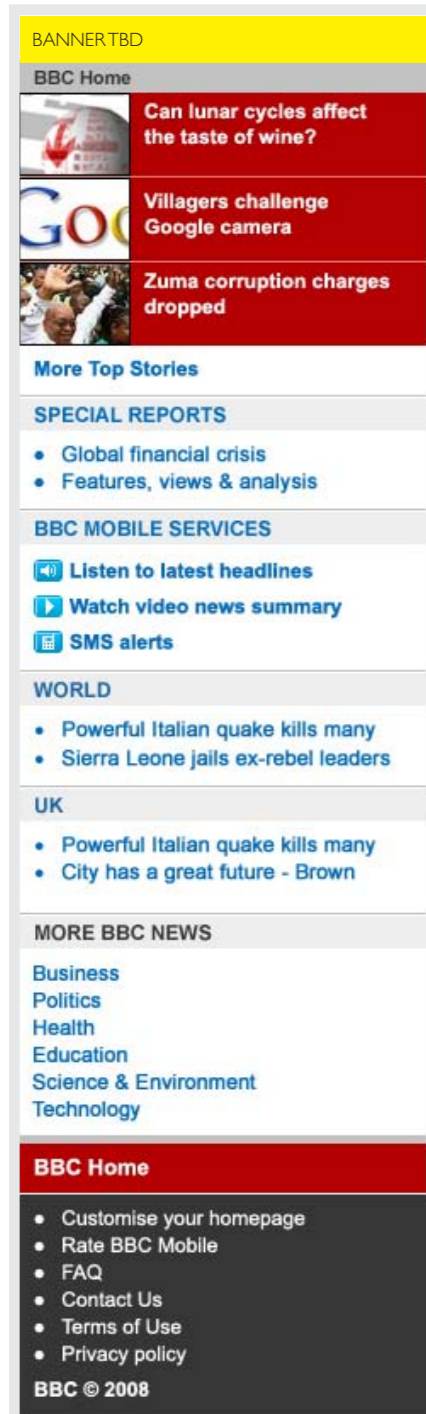 BANNER TBD
BBC Home
Can lunar cycles affect
the taste of wine?
Goo
Villagers challenge
Google camera
Zuma corruption charges
dropped
More Top Stories
SPECIAL REPORTS
• Global financial crisis
• Features, views & analysis
BBC MOBILE SERVICES
Listen to latest headlines
Watch video news summary
SMS alerts
WORLD
• Powerful Italian quake kills many
• Sierra Leone jails ex-rebel leaders
UK
• Powerful Italian quake kills many
• City has a great future - Brown
MORE BBC NEWS
Business
Politics
Health
Education
Science & Environment
Technology
BBC Home
• Customise your homepage
• Rate BBC Mobile
• FAQ
• Contact Us
• Terms of Use
• Privacy policy
BBC © 2008